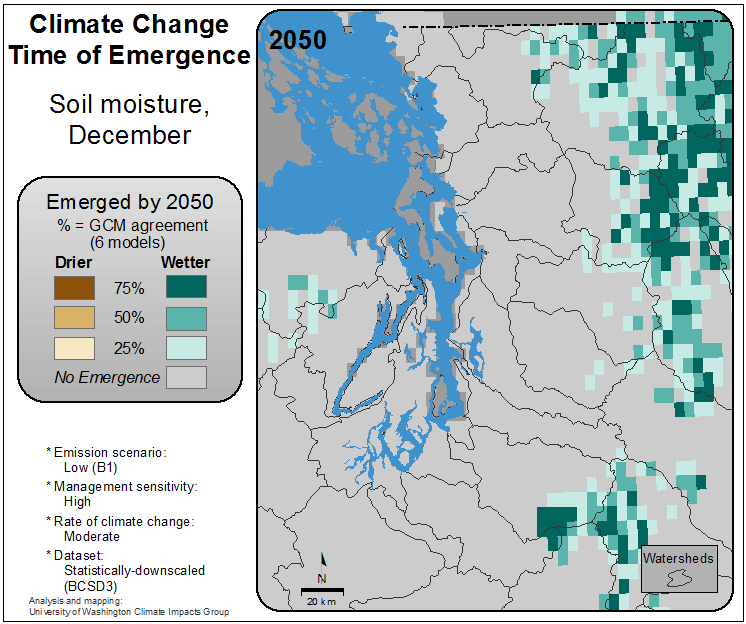 Climate Change
Time of Emergence
Soil moisture,
December
Emerged by 2050
% = GCM agreement
(6 models)
Drier Wetter
75%
50%
25%
No Emergence
* Emission scenario:
Low (B1)
* Management sensitivity:
High
* Rate of climate change:
Moderate
* Dataset:
Statistically-downscaled
(BCSD3)
Analysis and mapping:
University of Washington Climate Impacts Group
2050
N
20 km
Watersheds